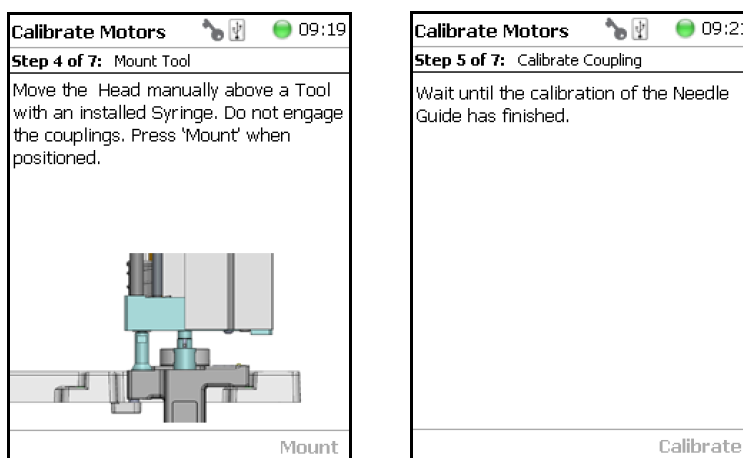 Calibrate Motors 09:19
Step 4 of 7: Mount Tool
Move the Head manually above a Tool
with an installed Syringe. Do not engage
the couplings. Press 'Mount' when
positioned.
Mount
Calibrate Motors 09:21
Step 5 of 7: Calibrate Coupling
Wait until the calibration of the Needle
Guide has finished.
Calibrate